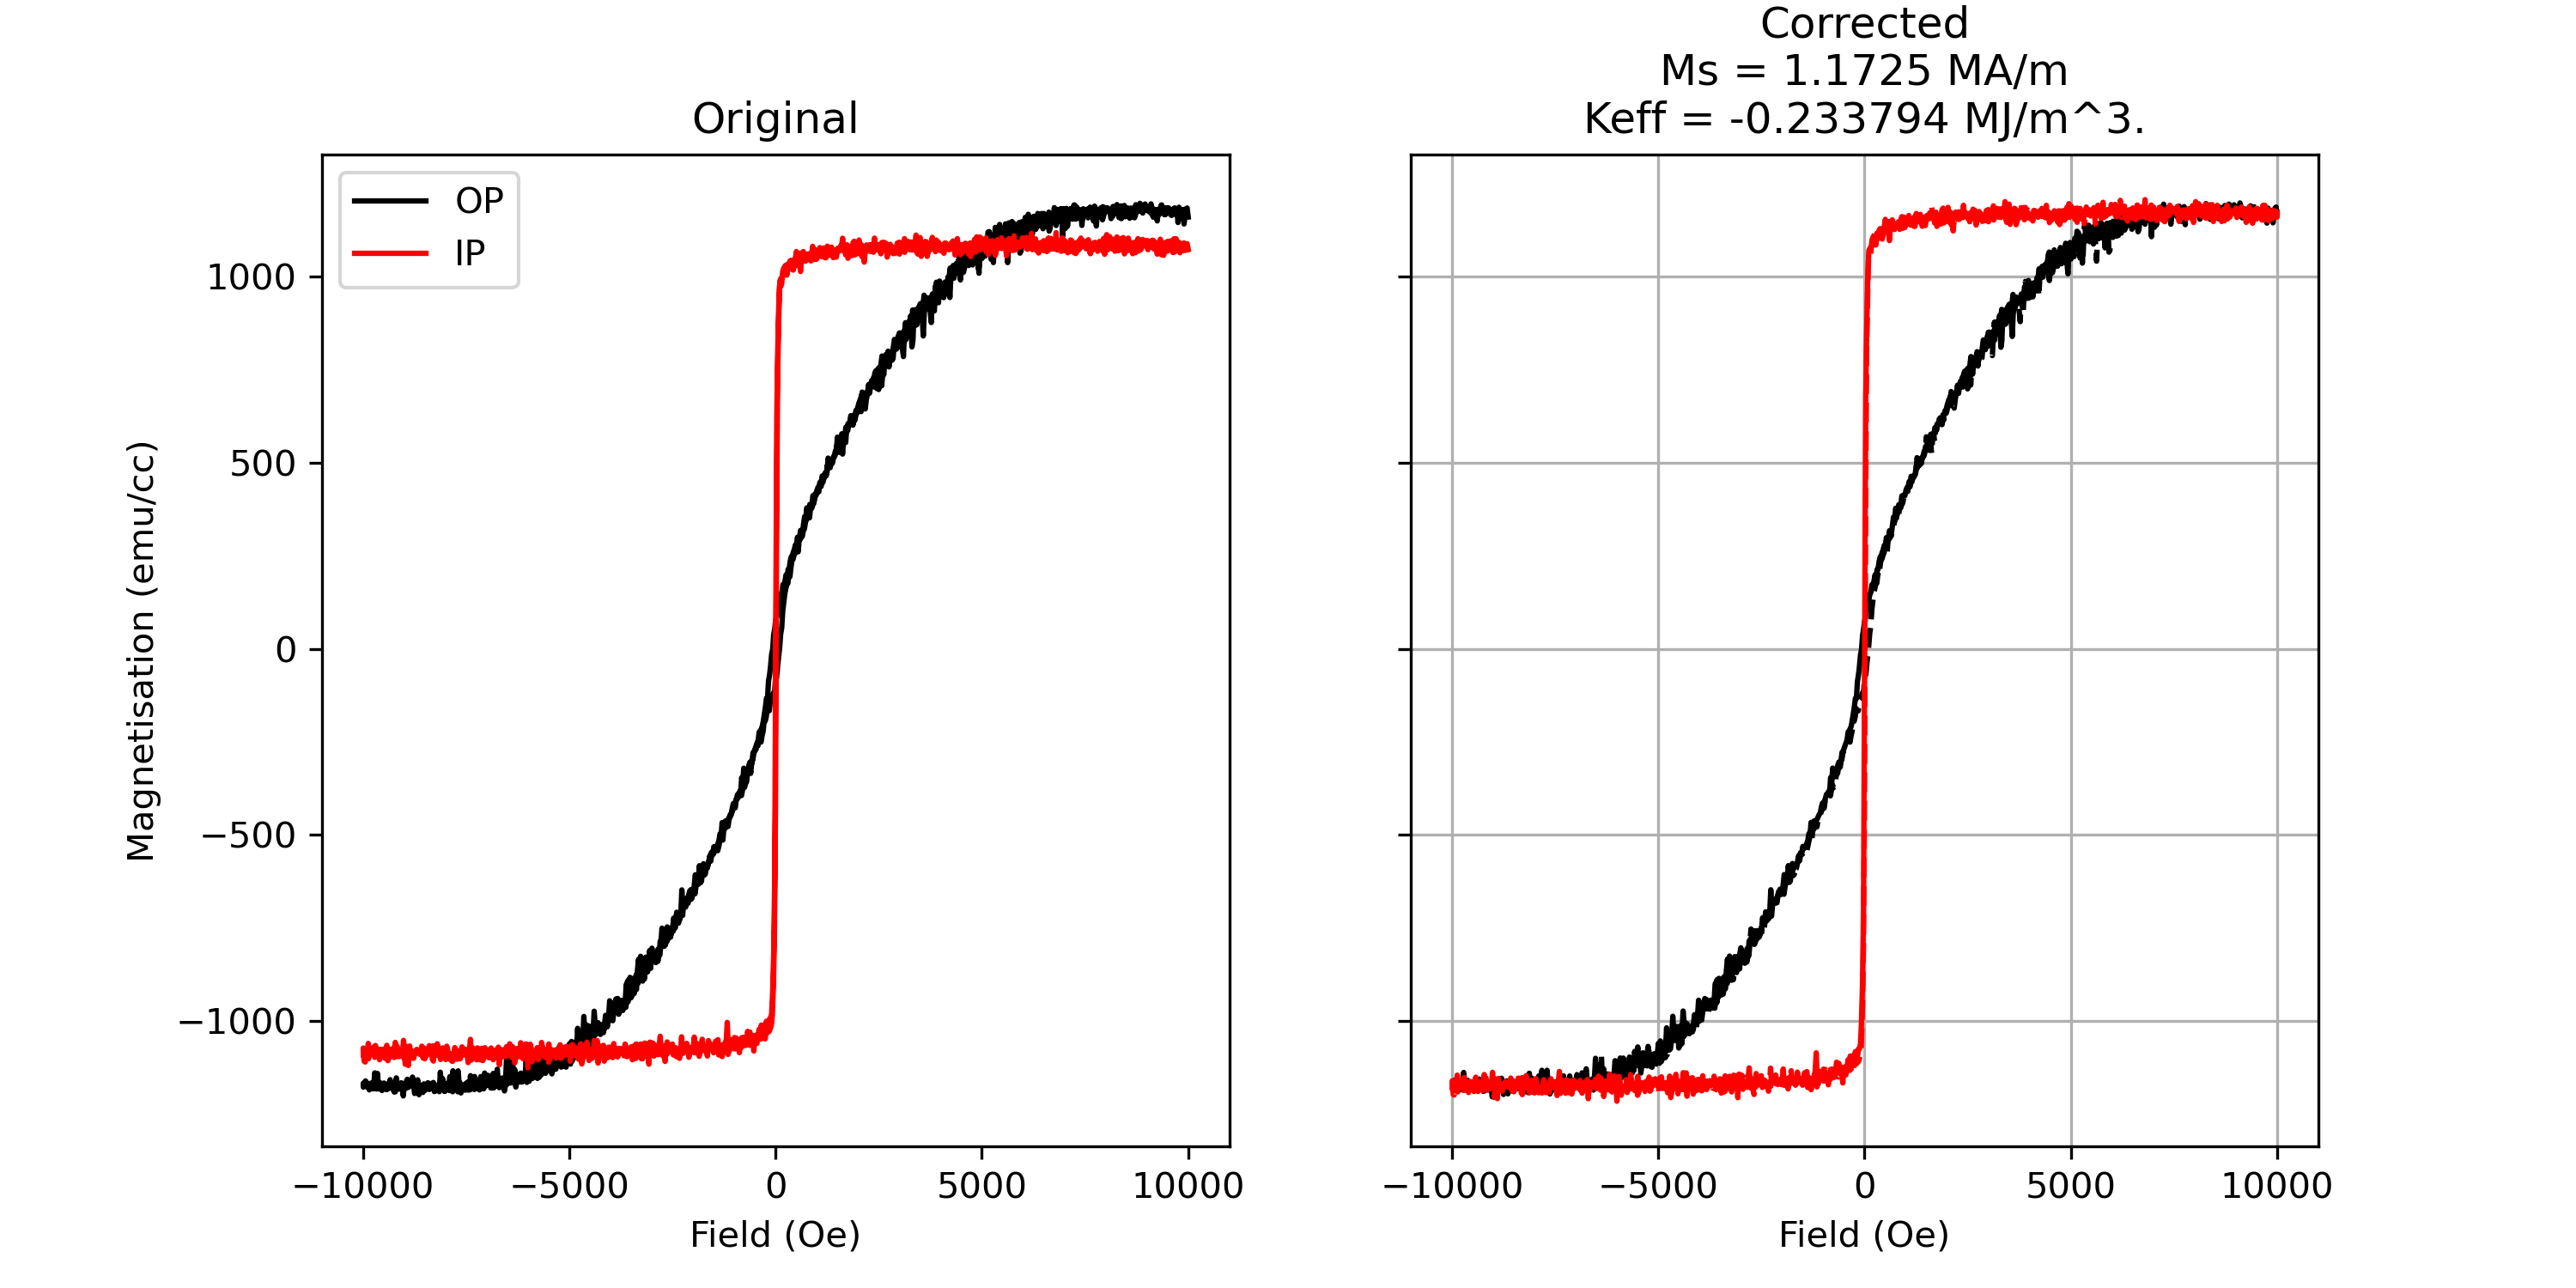 Original
OP
IP
1000
500
0
−500
−1000
Magnetisation (emu/cc)
−10000 −5000 0 5000 10000
Field (Oe)
Corrected
Ms = 1.1725 MA/m
Keff = -0.233794 MJ/m^3.
−10000 −5000 0 5000 10000
Field (Oe)